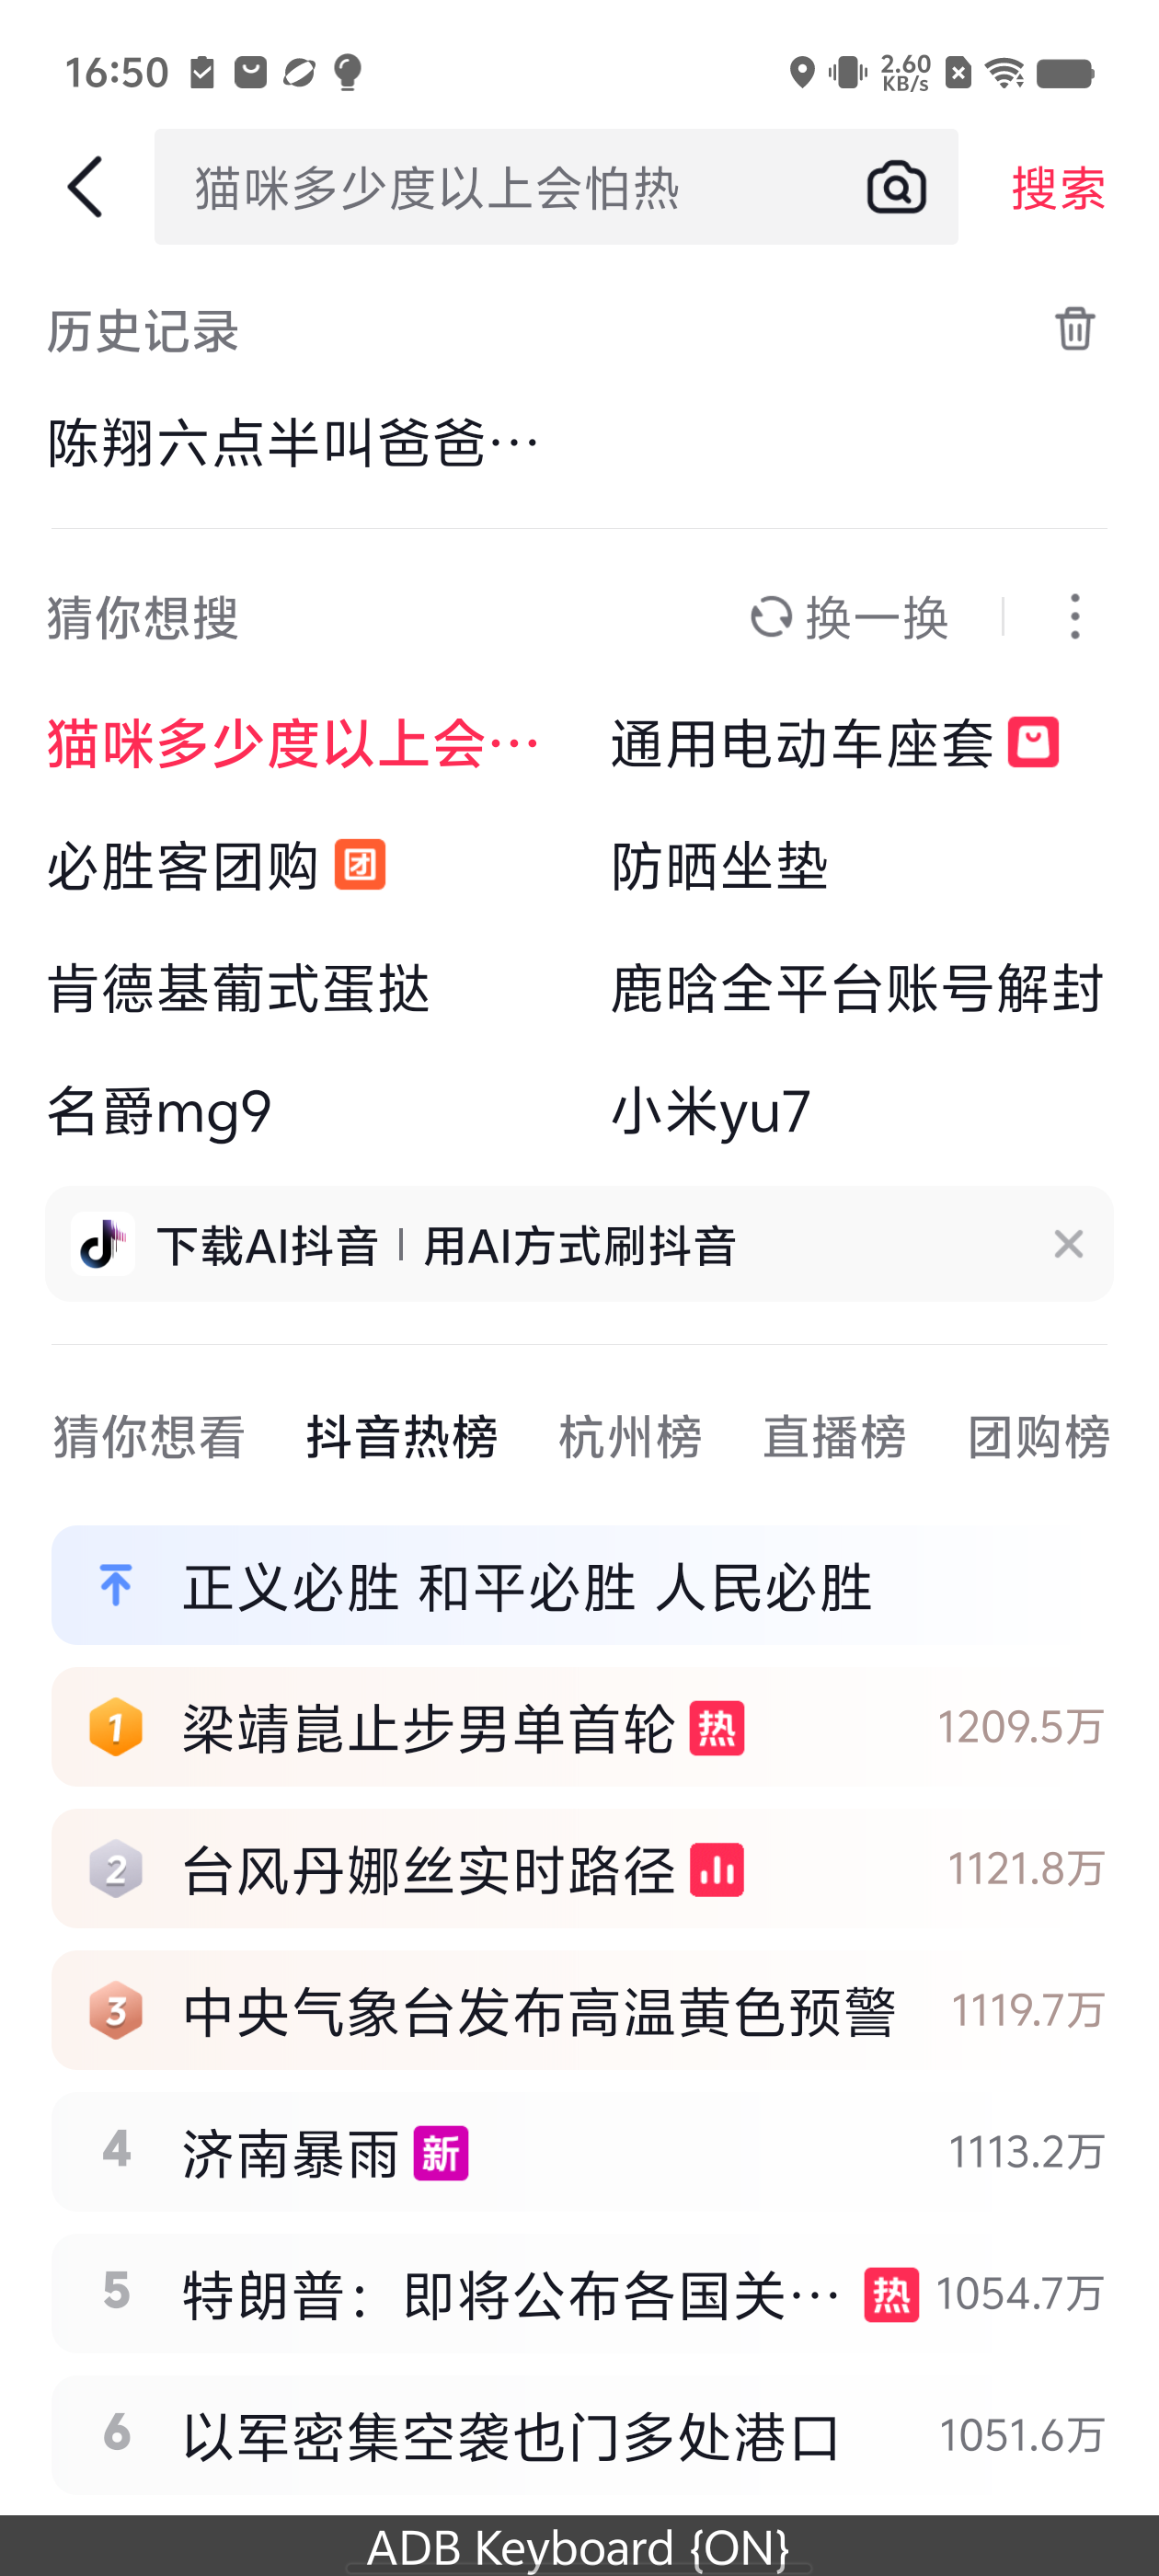 16:50
2.60
KB/s
猫咪多少度以上会怕热
搜索
历史记录
陈翔六点半叫爸爸…
猜你想搜
换一换
猫咪多少度以上会…
通用电动车座套
必胜客团购 团
防晒坐垫
肯德基葡式蛋挞
鹿晗全平台账号解封
名爵mg9
小米yu7
下载AI抖音 | 用AI方式刷抖音
猜你想看 抖音热榜 杭州榜 直播榜 团购榜
正义必胜 和平必胜 人民必胜
1 梁靖崑止步男单首轮 热 1209.5万
2 台风丹娜丝实时路径 1121.8万
3 中央气象台发布高温黄色预警 1119.7万
4 济南暴雨 新 1113.2万
5 特朗普：即将公布各国关… 热 1054.7万
6 以军密集空袭也门多处港口 1051.6万
ADB Keyboard {ON}